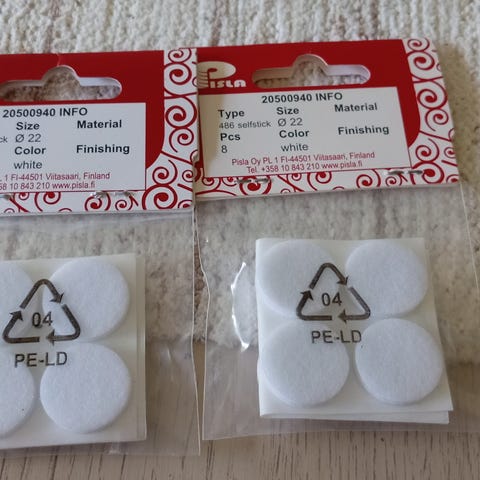 20500940 INFO
Size Material
Ø 22
Color Finishing
white
1 FI-44501 Viitasaari, Finland
+358 10 843 210 www.pisla.fi
04
PE-LD
PISLA
20500940 INFO
Type Size Material
486 selfstick Ø 22
Pcs Color Finishing
8 white
Pisla Oy PL 1 FI-44501 Viitasaari, Finland
Tel. +358 10 843 210 www.pisla.fi
04
PE-LD